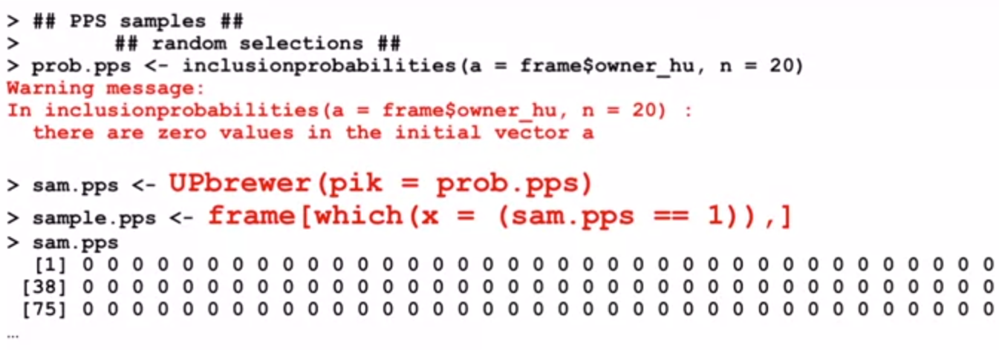 > ## PPS samples ##
> ## random selections ##
> prob.pps <- inclusionprobabilities(a = frame$owner_hu, n = 20)
Warning message:
In inclusionprobabilities(a = frame$owner_hu, n = 20) :
there are zero values in the initial vector a
> sam.pps <- UPbrewer(pik = prob.pps)
> sample.pps <- frame[which(x = (sam.pps == 1)),]
> sam.pps
[1] 0 0 0 0 0 0 0 0 0 0 0 0 0 0 0 0 0 0 0 0 0 0 0 0 0 0 0 0 0 0 0 0 0 0 0 0 0
[38] 0 0 0 0 0 0 0 0 0 0 0 0 0 0 0 0 0 0 0 0 0 0 0 0 0 0 0 0 0 0 0 0 0 0 0 0 0
[75] 0 0 0 0 0 0 0 0 0 0 0 0 0 0 0 0 0 0 0 0 0 0 0 0 0 0 0 0 0 0 0 0 0 0 0 0 0
…